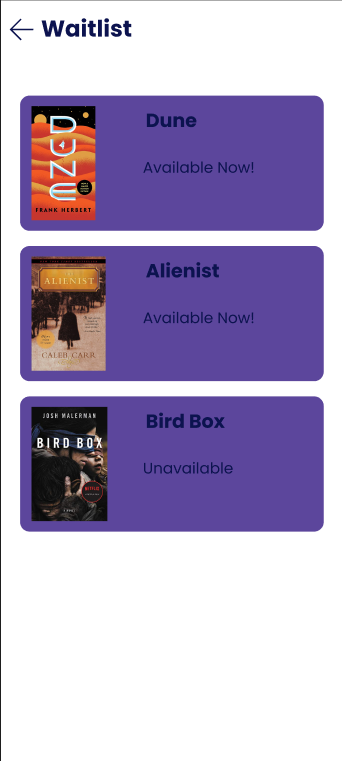 Waitlist
DUNE
FRANK HERBERT
Dune
Available Now!
ALIENIST
CALEB CARR
Alienist
Available Now!
JOSH MALERMAN
BIRD BOX
NETFLIX
Bird Box
Unavailable